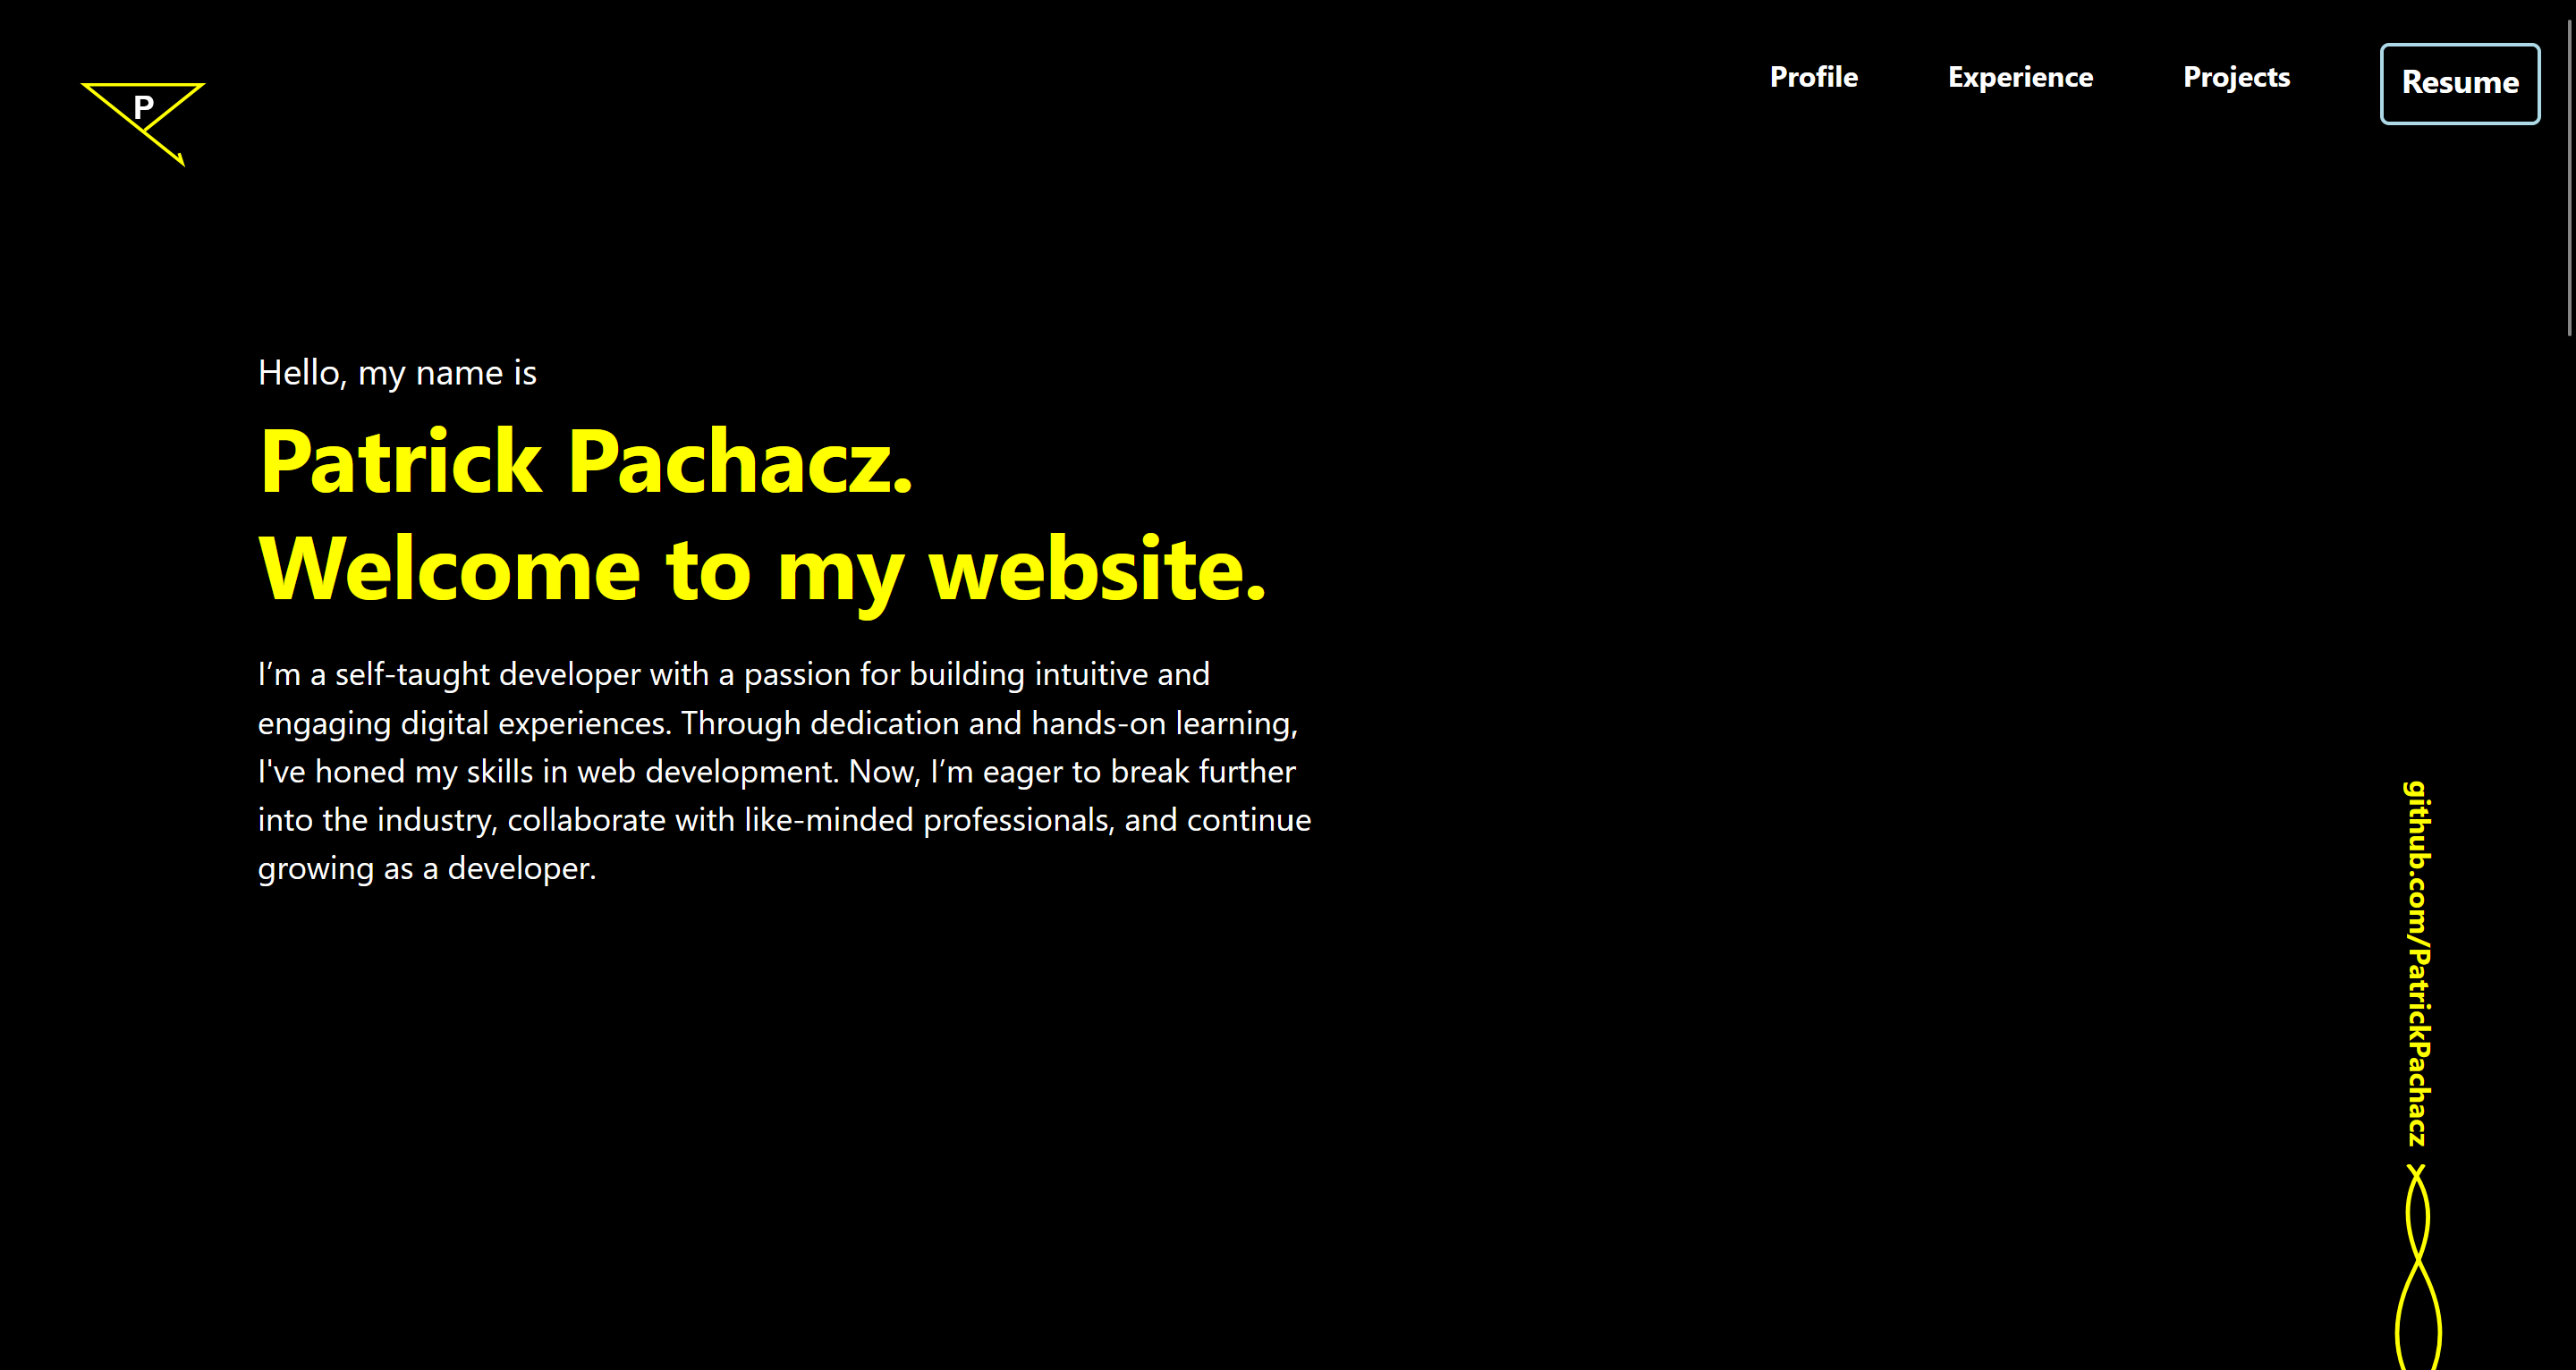 P
Profile
Experience
Projects
Resume
Hello, my name is
Patrick Pachacz.
Welcome to my website.
I’m a self-taught developer with a passion for building intuitive and
engaging digital experiences. Through dedication and hands-on learning,
I've honed my skills in web development. Now, I’m eager to break further
into the industry, collaborate with like-minded professionals, and continue
growing as a developer.
github.com/PatrickPachacz